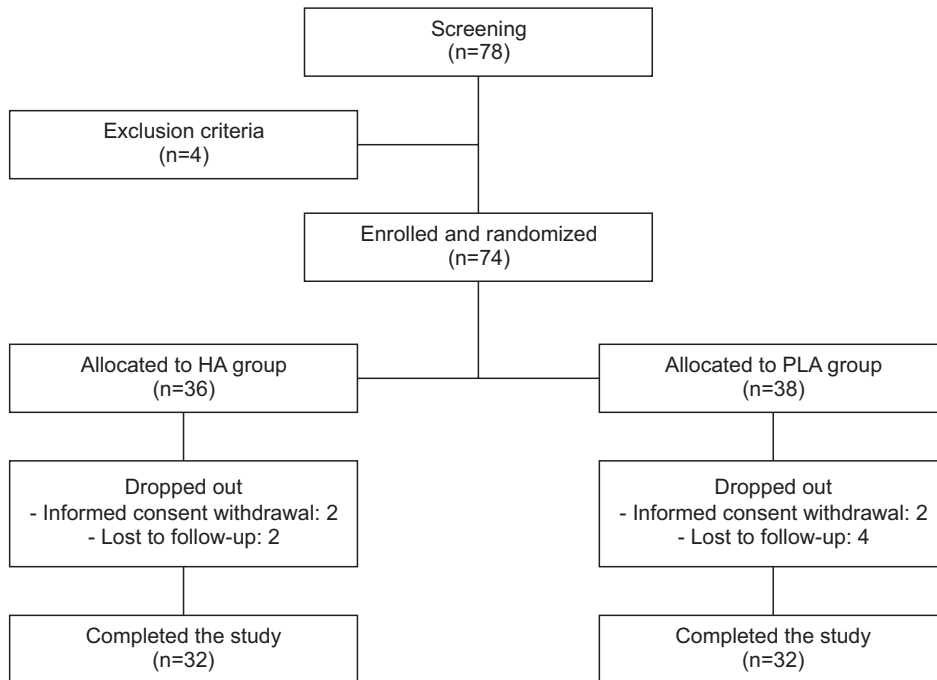 Screening
(n=78)
Exclusion criteria
(n=4)
Enrolled and randomized
(n=74)
Allocated to HA group
(n=36)
Allocated to PLA group
(n=38)
Dropped out
- Informed consent withdrawal: 2
- Lost to follow-up: 2
Dropped out
- Informed consent withdrawal: 2
- Lost to follow-up: 4
Completed the study
(n=32)
Completed the study
(n=32)